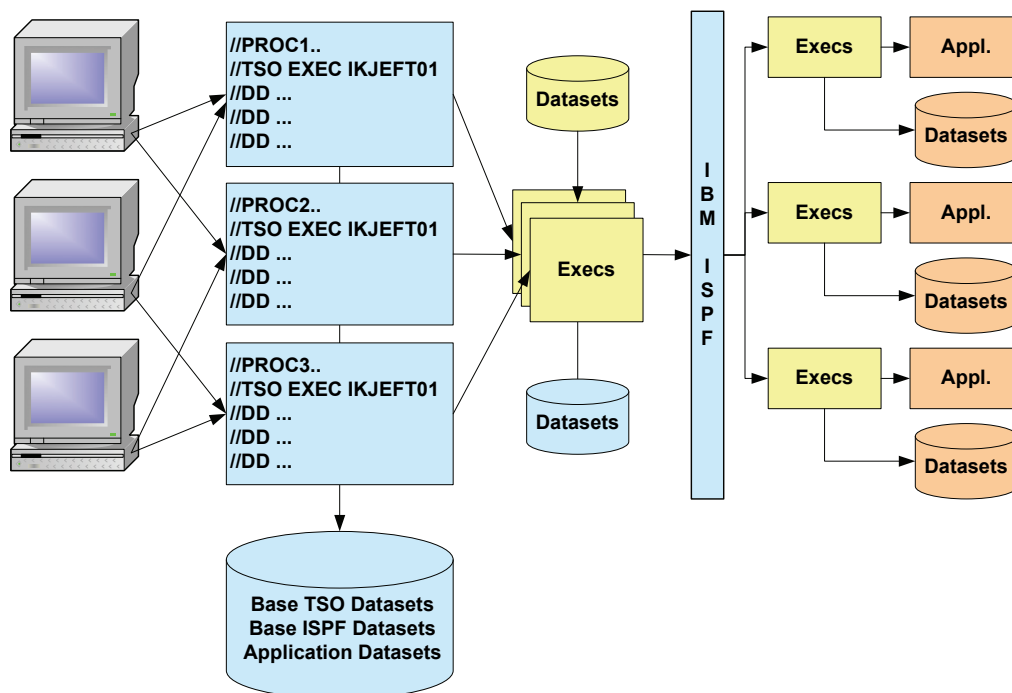 //PROC1..
//TSO EXEC IKJEFT01
//DD ...
//DD ...
//DD ...
//PROC2..
//TSO EXEC IKJEFT01
//DD ...
//DD ...
//DD ...
//PROC3..
//TSO EXEC IKJEFT01
//DD ...
//DD ...
//DD ...
Base TSO Datasets
Base ISPF Datasets
Application Datasets
Datasets
Execs
Datasets
I
B
M
I
S
P
F
Execs
Appl.
Datasets
Execs
Appl.
Datasets
Execs
Appl.
Datasets